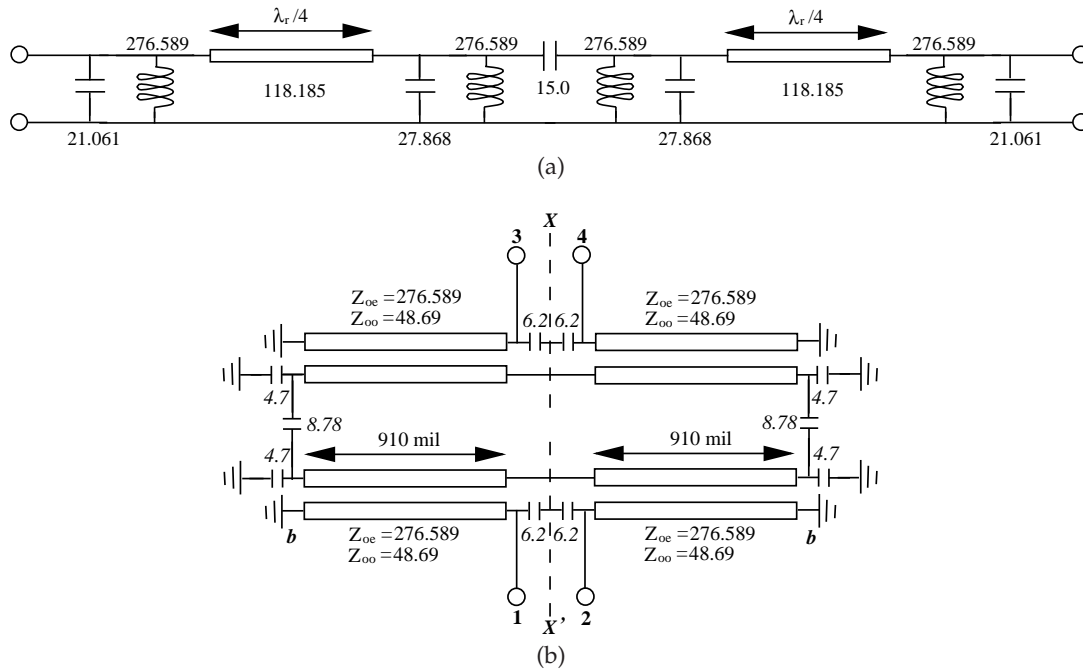 λr/4 λr/4
276.589 276.589 276.589 276.589
118.185 15.0 118.185
21.061 27.868 27.868 21.061
(a)
X
3 4
Zoe =276.589 Zoe =276.589
Zoo =48.69 Zoo =48.69
6.2 6.2
4.7 4.7
8.78 8.78
910 mil 910 mil
4.7 4.7
b 6.2 6.2 b
Zoe =276.589 Zoe =276.589
Zoo =48.69 Zoo =48.69
1 X’ 2
(b)